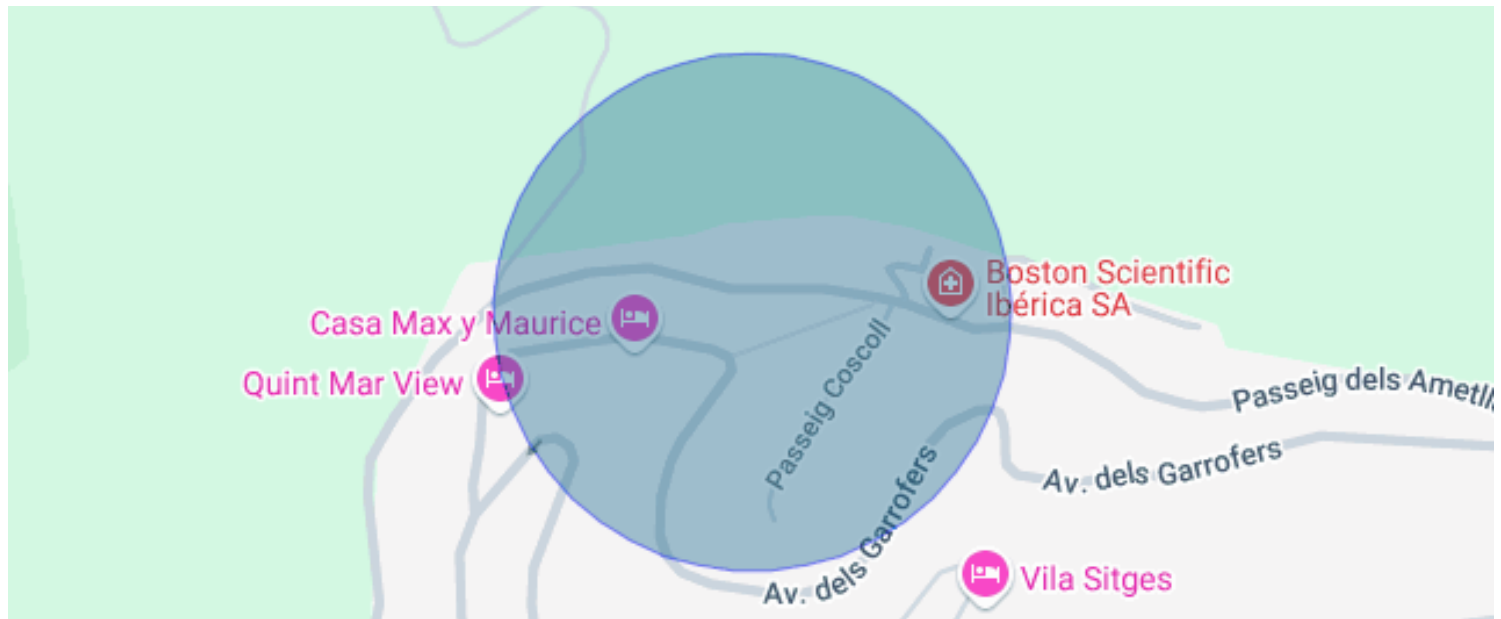 Boston Scientific
Ibérica SA
Casa Max y Maurice
Quint Mar View
Passeig Coscoll
Passeig dels Ametlla
Av. dels Garrofers
Av. dels Garrofers
Vila Sitges